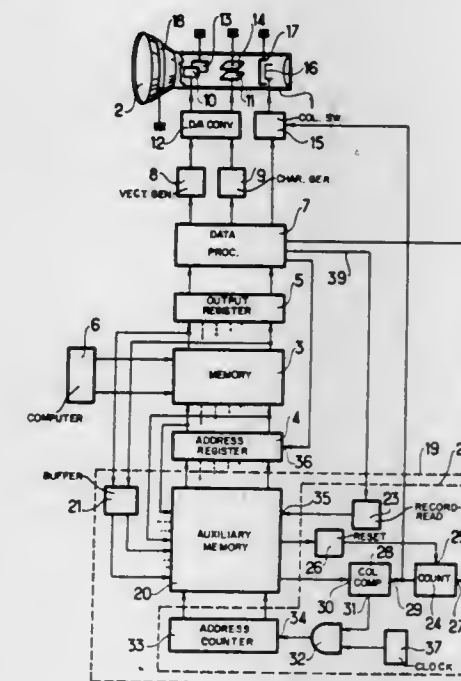 18
13
14
17
16
2
10
11
1
D/A CONV.
COL. SW.
12
15
8
9
CHAR. GER.
VECT. GEN.
7
DATA
PROC.
39
5
OUTPUT
REGISTER
6
3
MEMORY
COMPUTER
4
ADDRESS
REGISTER
36
19
BUFFER
21
35
23
RECORD-
READ
AUXILIARY
MEMORY
RESET
28
26
COL
COMP.
COUNT
20
30
31
29
24
27
34
33
ADDRESS
COUNTER
32
37
CLOCK